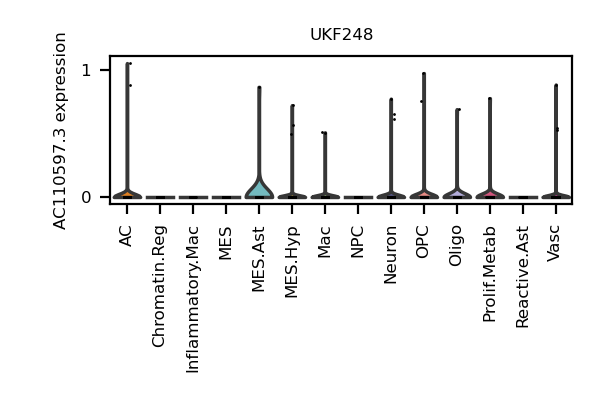 UKF248
AC110597.3 expression
1
0
AC
Chromatin.Reg
Inflammatory.Mac
MES
MES.Ast
MES.Hyp
Mac
NPC
Neuron
OPC
Oligo
Prolif.Metab
Reactive.Ast
Vasc